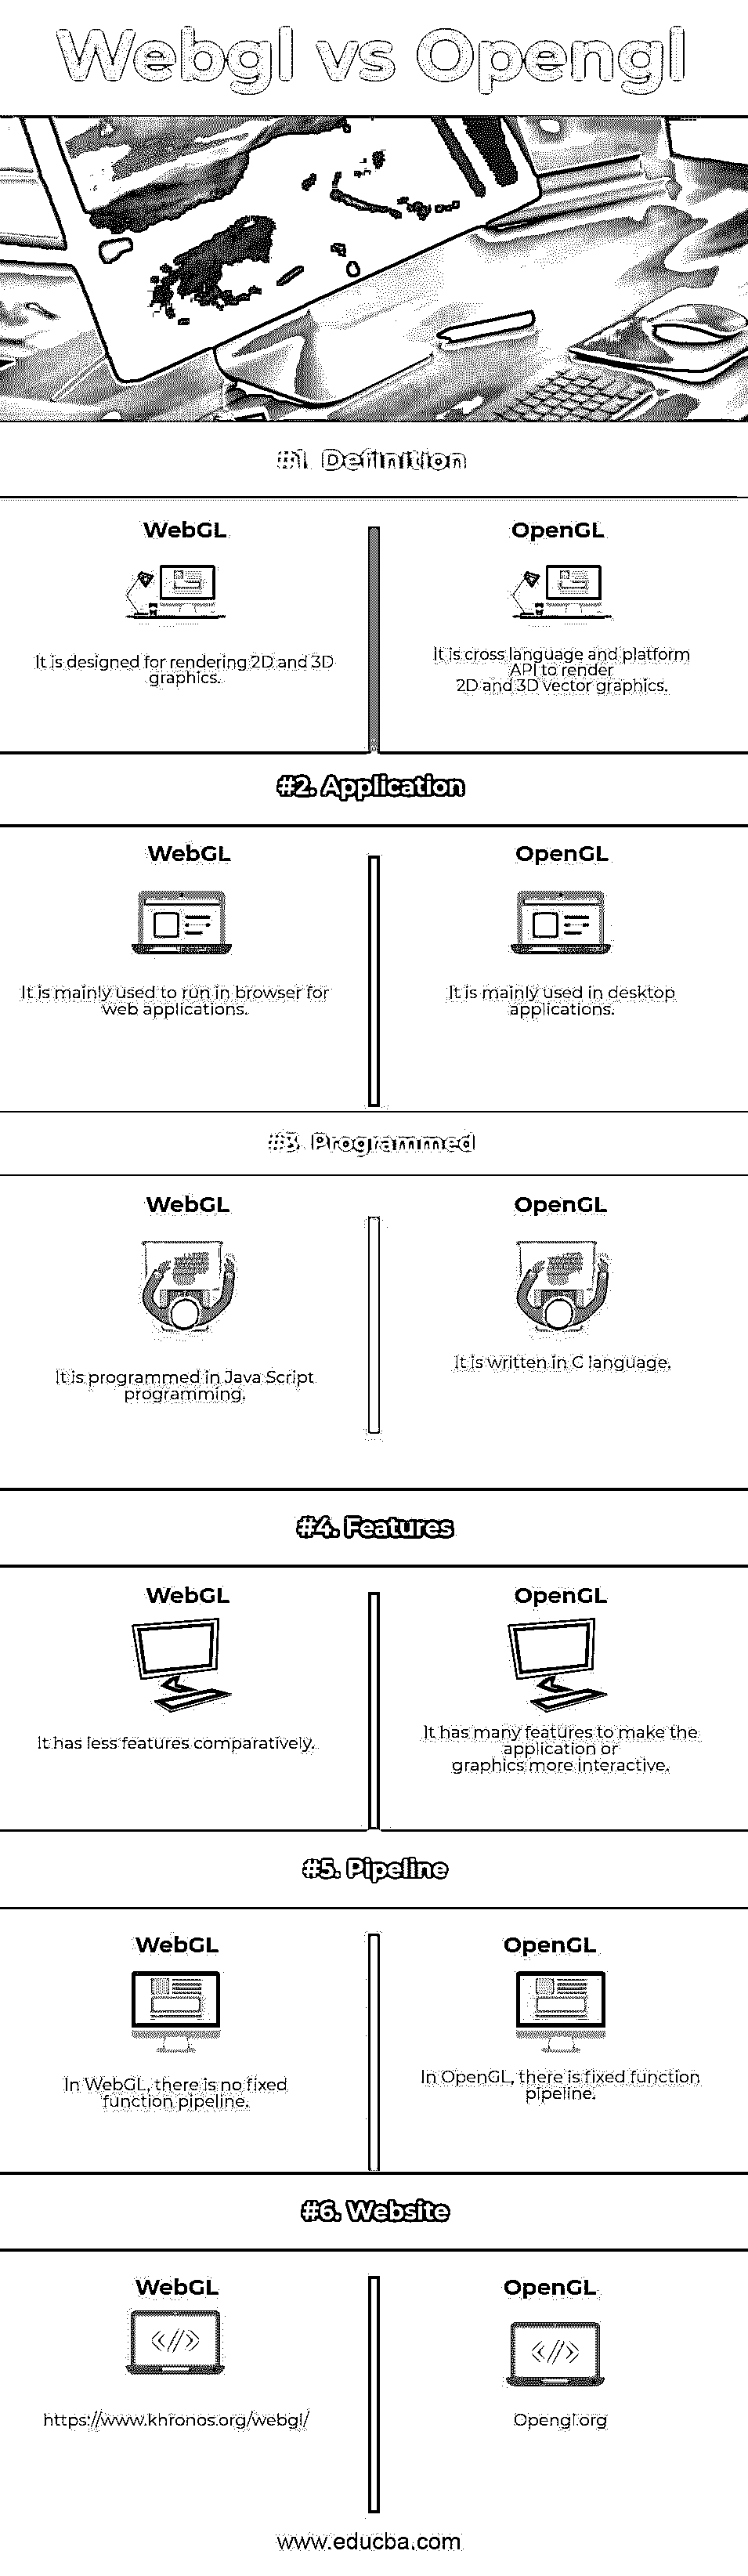 Webgl vs Opengl
#1. Definition
WebGL
It is designed for rendering 2D and 3D
graphics.
OpenGL
It is cross language and platform
API to render
2D and 3D vector graphics.
#2. Application
WebGL
It is mainly used to run in browser for
web applications.
OpenGL
It is mainly used in desktop
applications.
#3. Programmed
WebGL
It is programmed in Java Script
programming.
OpenGL
It is written in C language.
#4. Features
WebGL
It has less features comparatively.
OpenGL
It has many features to make the
application or
graphics more interactive.
#5. Pipeline
WebGL
In WebGL, there is no fixed
function pipeline.
OpenGL
In OpenGL, there is fixed function
pipeline.
#6. Website
WebGL
https://www.khronos.org/webgl/
OpenGL
Opengl.org
www.educba.com